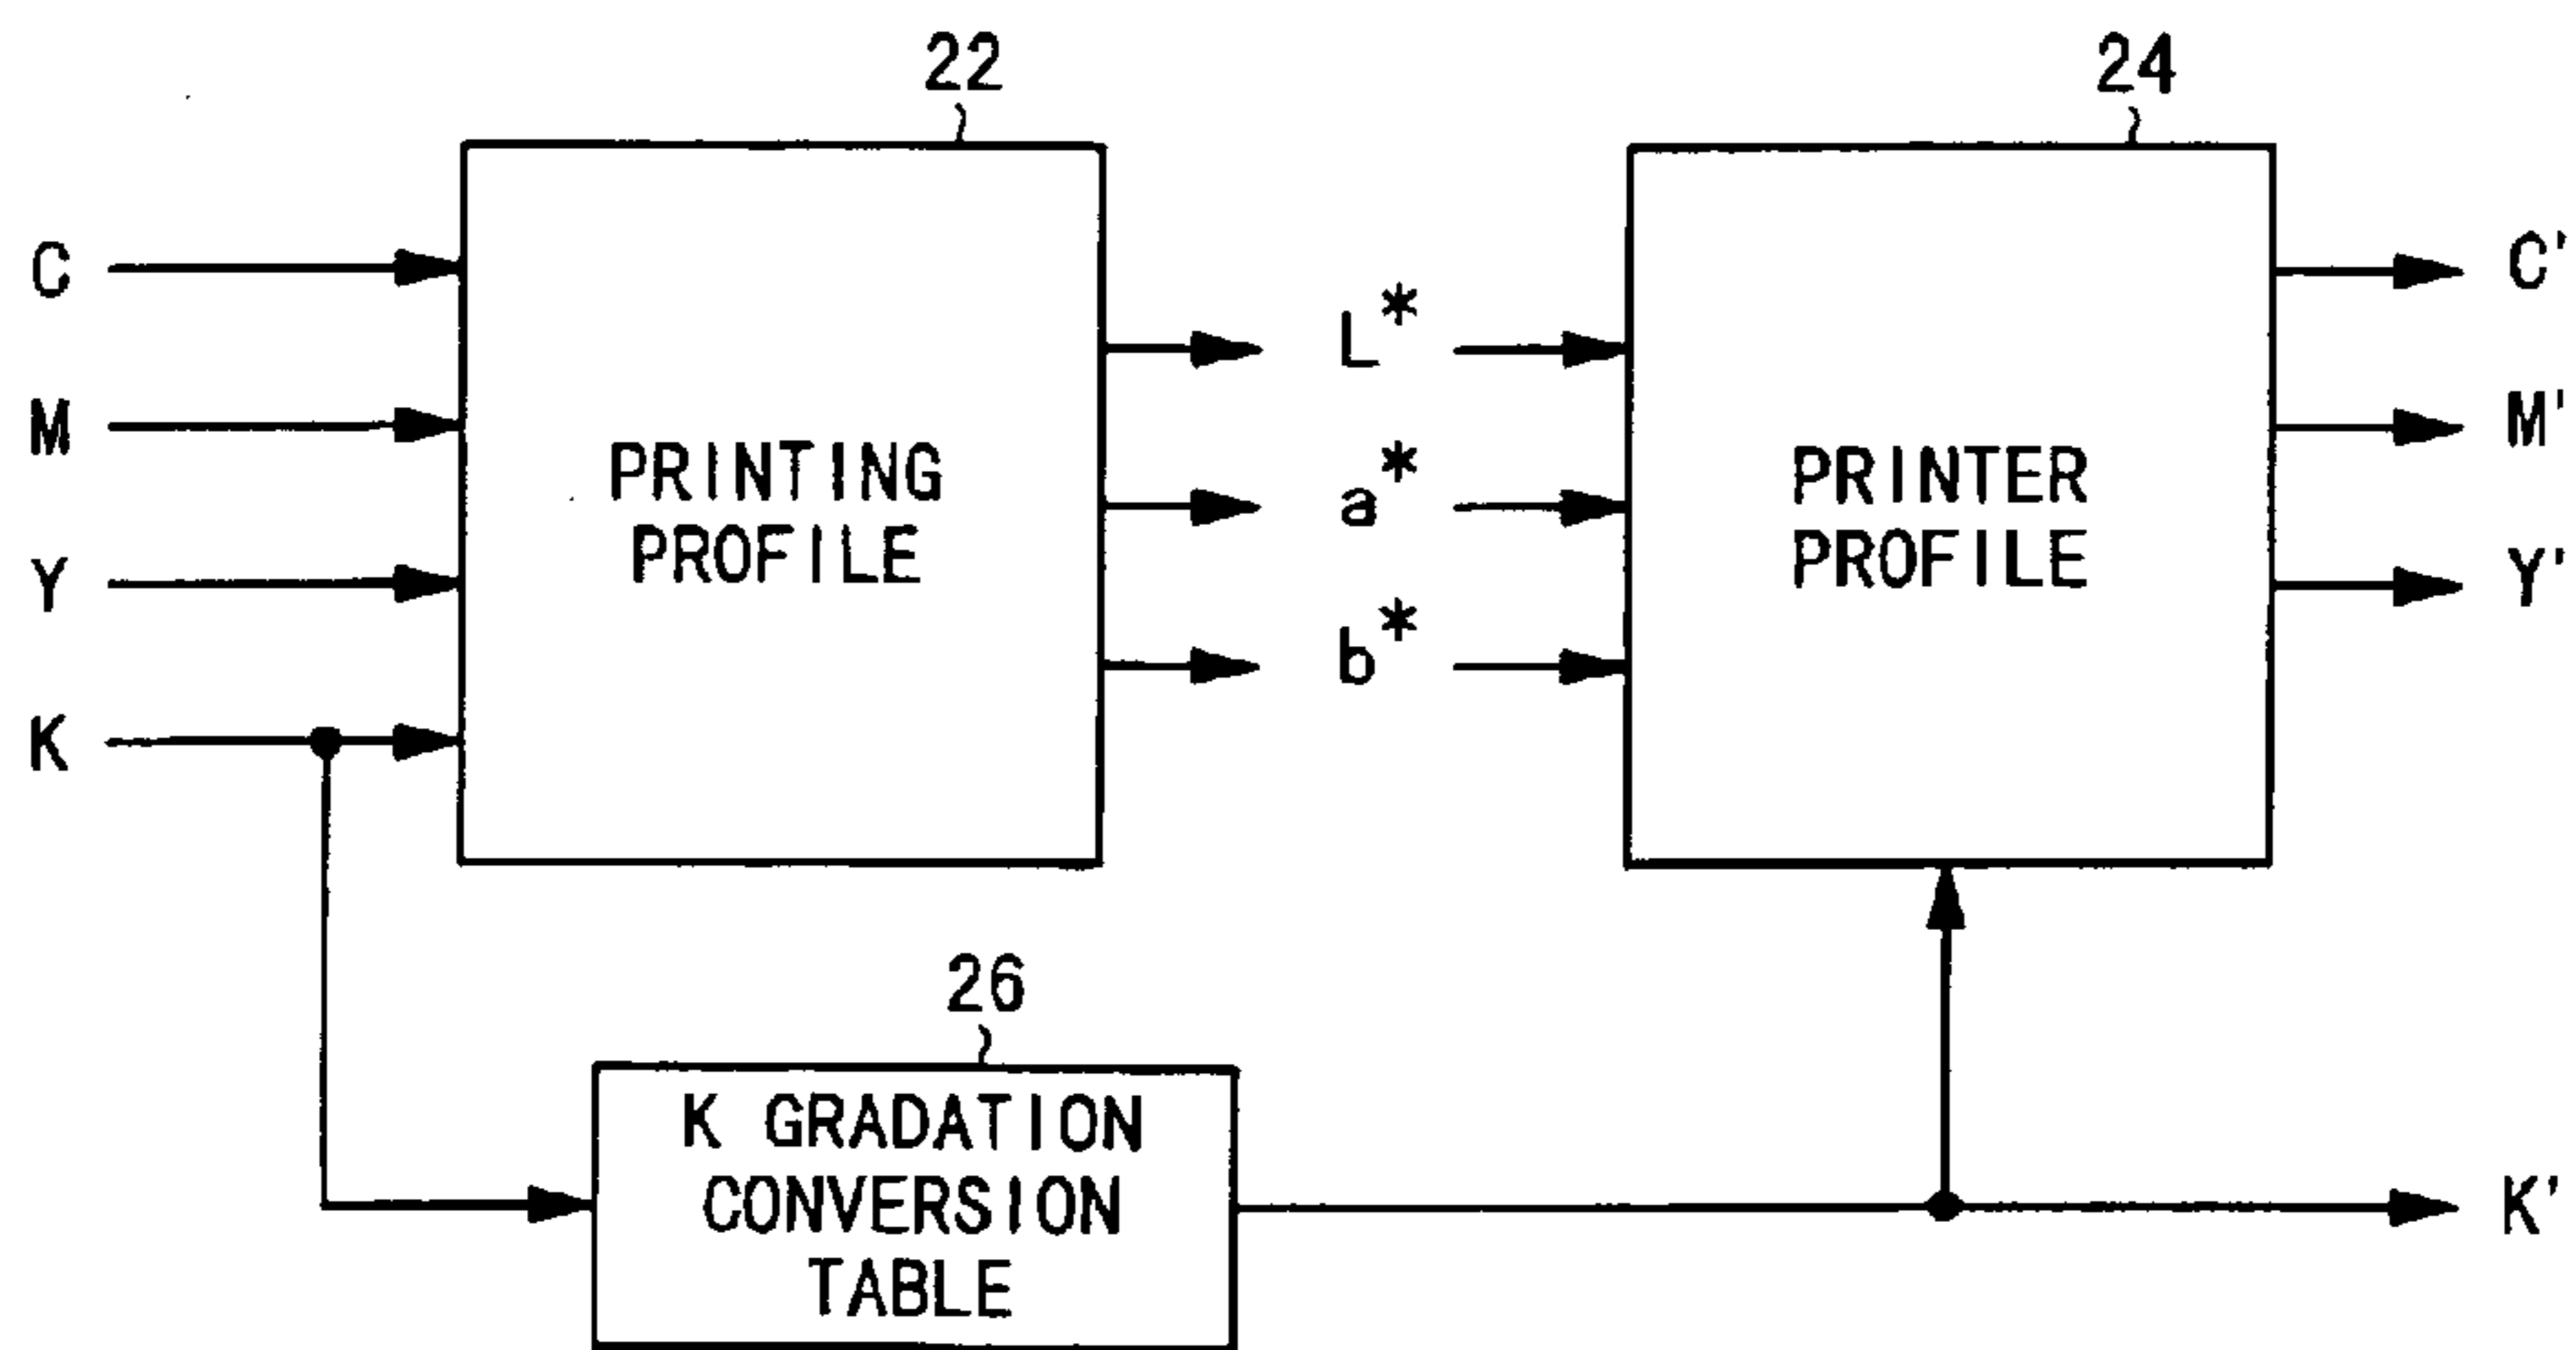 22
24
C
M
Y
K
PRINTING
PROFILE
L*
a*
b*
PRINTER
PROFILE
C'
M'
Y'
26
K GRADATION
CONVERSION
TABLE
K'